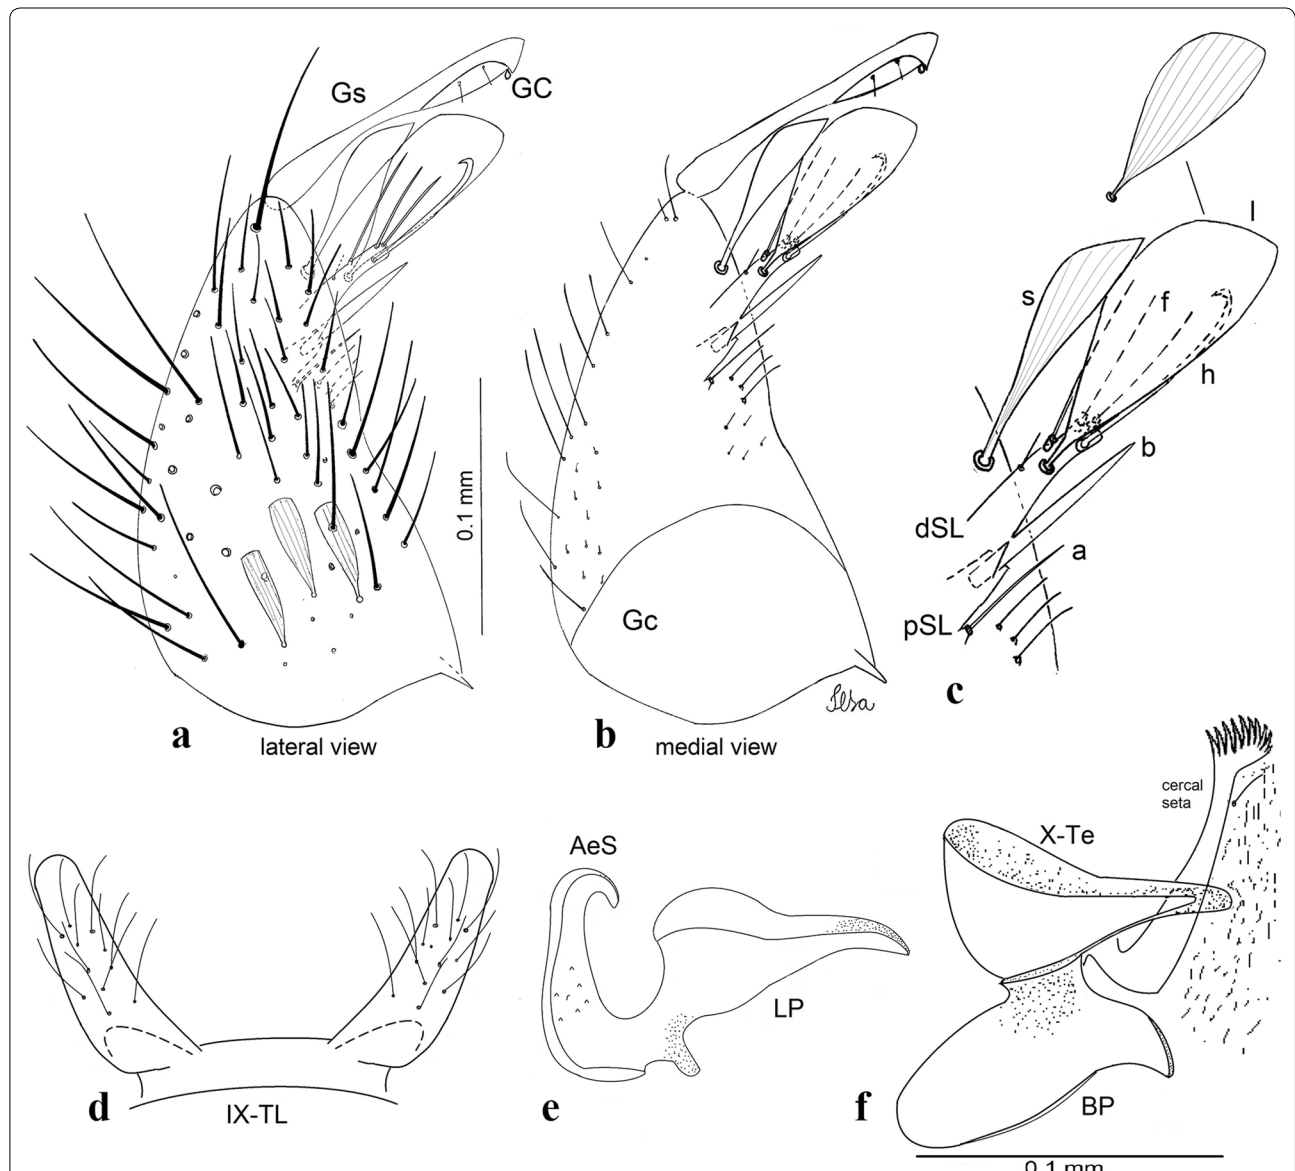 Gs
GC
0.1 mm
a
lateral view
Gc
b
medial view
l
s
f
h
b
dSL
a
pSL
c
IX-TL
d
AeS
LP
e
cercal
seta
X-Te
BP
f
0.1 mm